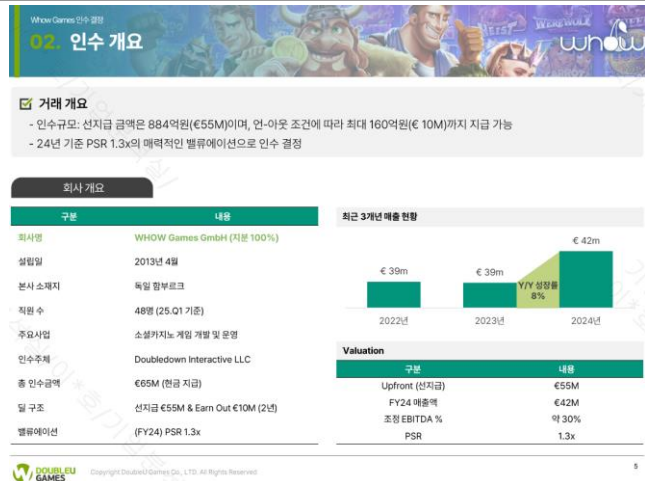 Whow Games 인수 결정
02. 인수 개요
whow
거래 개요
- 인수규모: 선지급 금액은 884억원(€55M)이며, 언-아웃 조건에 따라 최대 160억원(€ 10M)까지 지급 가능
- 24년 기준 PSR 1.3x의 매력적인 밸류에이션으로 인수 결정
회사 개요
구분 내용
회사명 WHOW Games GmbH (지분 100%)
설립일 2013년 4월
본사 소재지 독일 함부르크
직원 수 48명 (25.Q1 기준)
주요사업 소셜카지노 게임 개발 및 운영
인수주체 Doubledown Interactive LLC
총 인수금액 €65M (현금 지급)
딜 구조 선지급 €55M & Earn Out €10M (2년)
밸류에이션 (FY24) PSR 1.3x
최근 3개년 매출 현황
€ 42m
€ 39m € 39m
Y/Y 성장률
8%
2022년 2023년 2024년
Valuation
구분 내용
Upfront (선지급) €55M
FY24 매출액 €42M
조정 EBITDA % 약 30%
PSR 1.3x
DOUBLEU
GAMES
Copyright DoubleU Games Co., LTD. All Rights Reserved
5